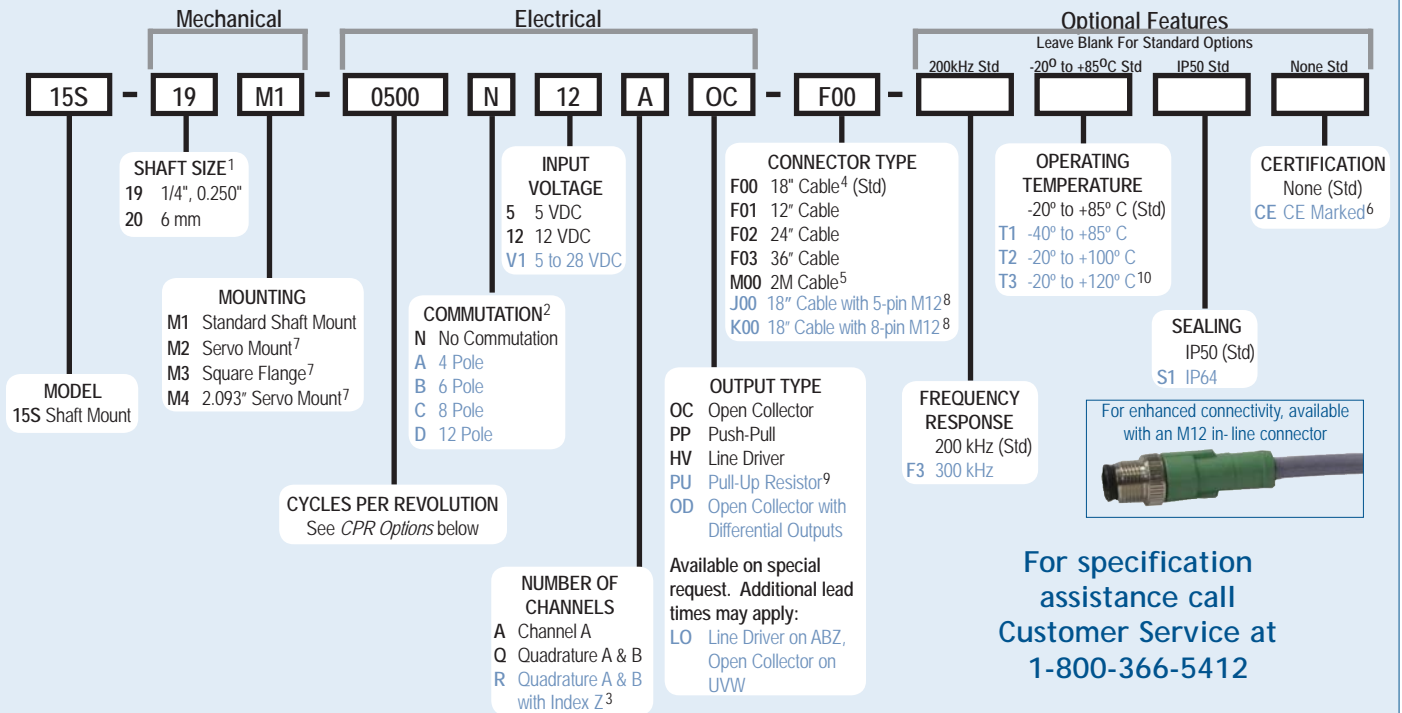 Mechanical
Electrical
Optional Features
Leave Blank For Standard Options
200kHz Std
-20⁰ to +85⁰C Std
IP50 Std
None Std
15S - 19 M1 - 0500 N 12 A OC - F00 -
SHAFT SIZE1
19 1/4", 0.250"
20 6 mm
INPUT
VOLTAGE
5 5 VDC
12 12 VDC
V1 5 to 28 VDC
CONNECTOR TYPE
F00 18" Cable4 (Std)
F01 12" Cable
F02 24" Cable
F03 36" Cable
M00 2M Cable5
J00 18" Cable with 5-pin M128
K00 18" Cable with 8-pin M128
OPERATING
TEMPERATURE
-20º to +85º C (Std)
T1 -40º to +85º C
T2 -20º to +100º C
T3 -20º to +120º C10
CERTIFICATION
None (Std)
CE CE Marked6
MOUNTING
M1 Standard Shaft Mount
M2 Servo Mount7
M3 Square Flange7
M4 2.093" Servo Mount7
COMMUTATION2
N No Commutation
A 4 Pole
B 6 Pole
C 8 Pole
D 12 Pole
SEALING
IP50 (Std)
S1 IP64
MODEL
15S Shaft Mount
OUTPUT TYPE
OC Open Collector
PP Push-Pull
HV Line Driver
PU Pull-Up Resistor9
OD Open Collector with
Differential Outputs
Available on special
request. Additional lead
times may apply:
LO Line Driver on ABZ,
Open Collector on
UVW
FREQUENCY
RESPONSE
200 kHz (Std)
F3 300 kHz
For enhanced connectivity, available
with an M12 in-line connector
CYCLES PER REVOLUTION
See CPR Options below
NUMBER OF
CHANNELS
A Channel A
Q Quadrature A & B
R Quadrature A & B
with Index Z3
For specification
assistance call
Customer Service at
1-800-366-5412